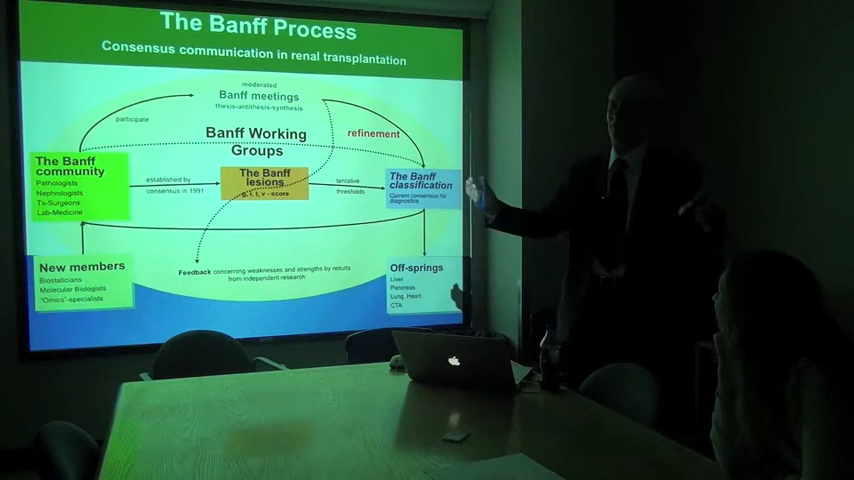 The Banff Process
Consensus communication in renal transplantation
moderated
Banff meetings
thesis-antithesis-synthesis
participate
Banff Working
Groups
refinement
The Banff
community
Pathologists
Nephrologists
Tx-Surgeons
Lab-Medicine
established by
consensus in 1991
The Banff
lesions
g, i, t, v - score
tentative
thresholds
The Banff
classification
Current consensus for
diagnostics
New members
Biostaticians
Molecular Biologists
"Omics"-specialists
Feedback concerning weaknesses and strengths by results
from independent research
Off-springs
Liver
Pancreas
Lung, Heart
CTA